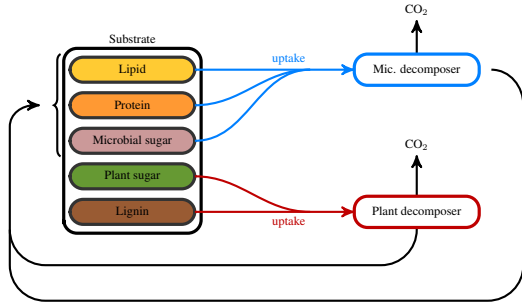 CO2
Substrate
Lipid
uptake
Mic. decomposer
Protein
Microbial sugar
CO2
Plant sugar
Lignin
Plant decomposer
uptake